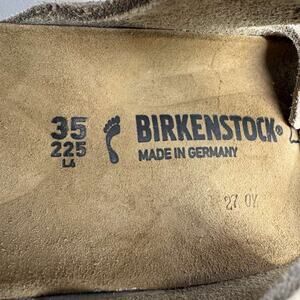 35
225
L4
BIRKENSTOCK®
MADE IN GERMANY
27 0Y